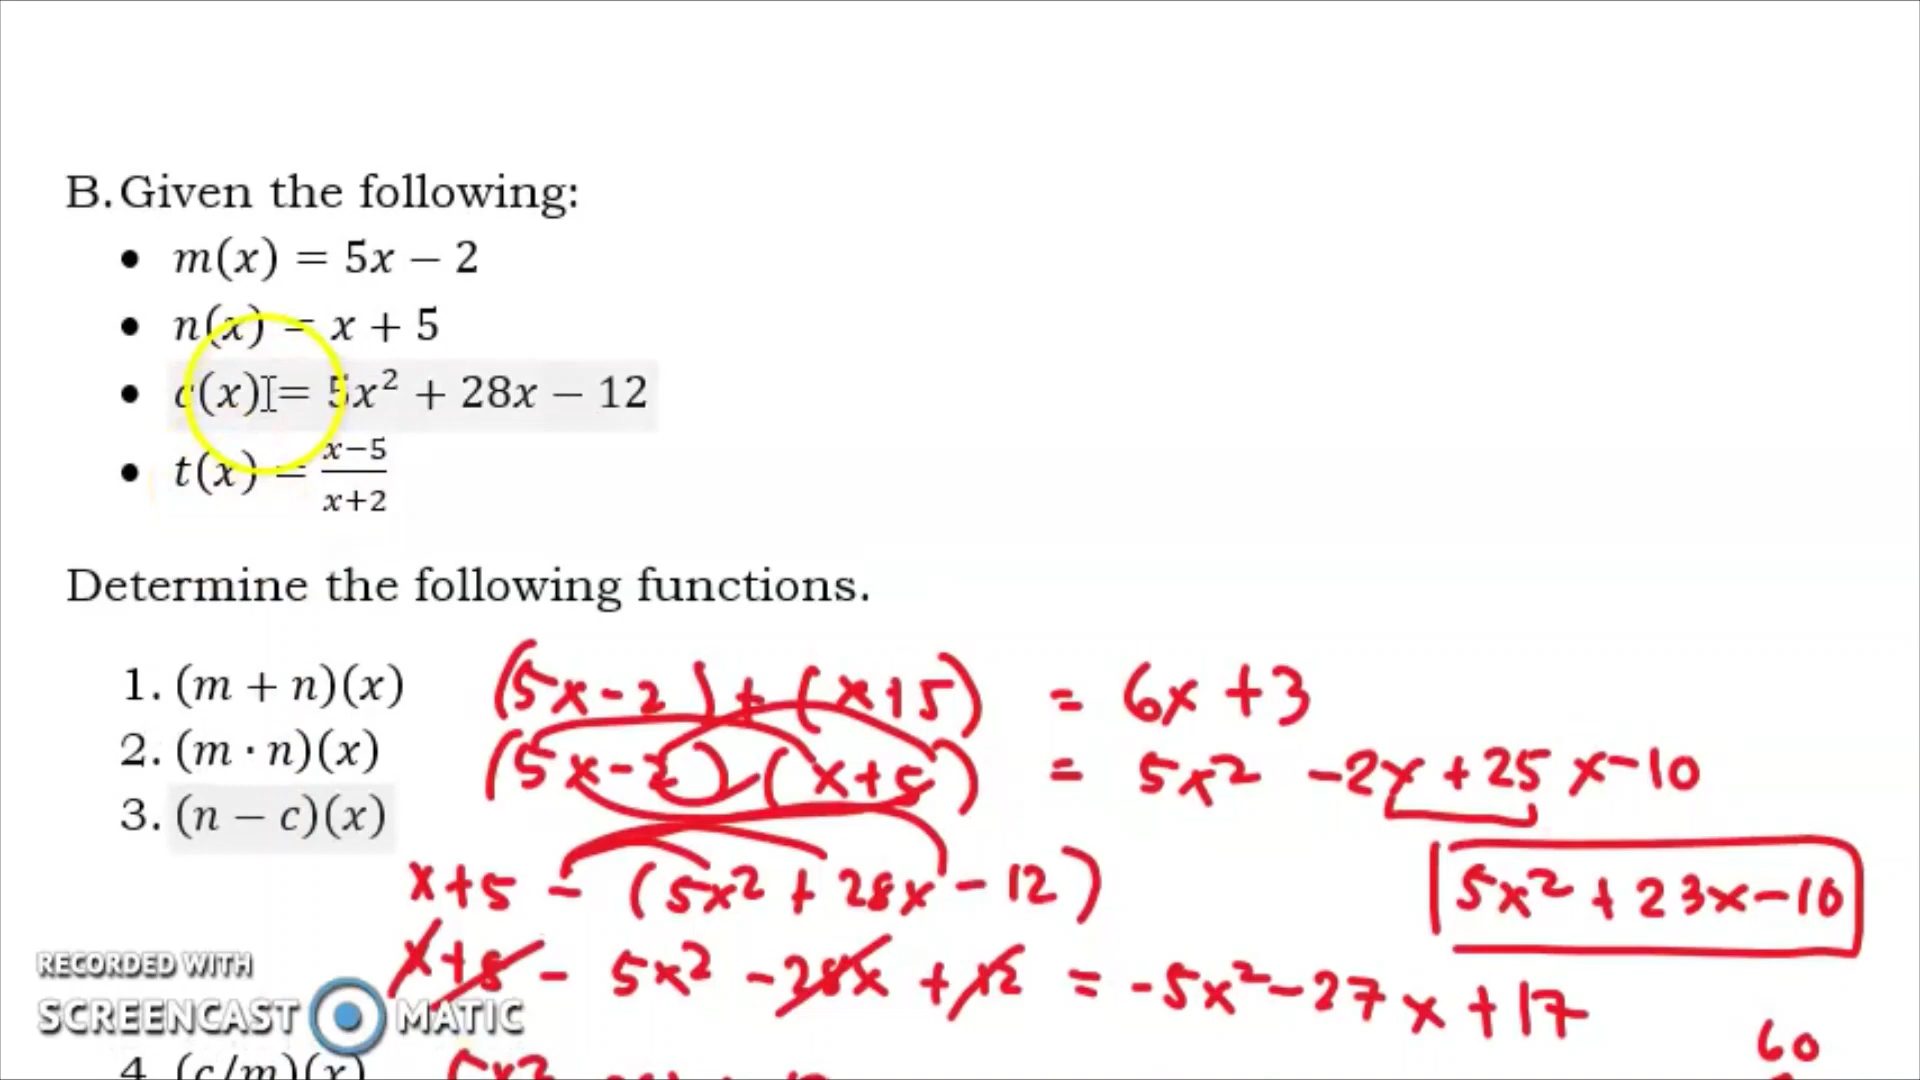 B. Given the following:
• m(x) = 5x − 2
• n(x) = x + 5
• c(x) = 5x² + 28x − 12
• t(x) = (x−5)/(x+2)
Determine the following functions.
1. (m + n)(x) (5x-2) + (x+5) = 6x + 3
2. (m · n)(x) (5x-2) (x+5) = 5x² -2x + 25x-10
3. (n − c)(x)
x+5 - (5x² + 28x - 12) 5x² + 23x-10
x+5 - 5x² - 28x + 12 = -5x² - 27x + 17
60
RECORDED WITH
SCREENCAST MATIC
4. (c/m)(x) 5x²